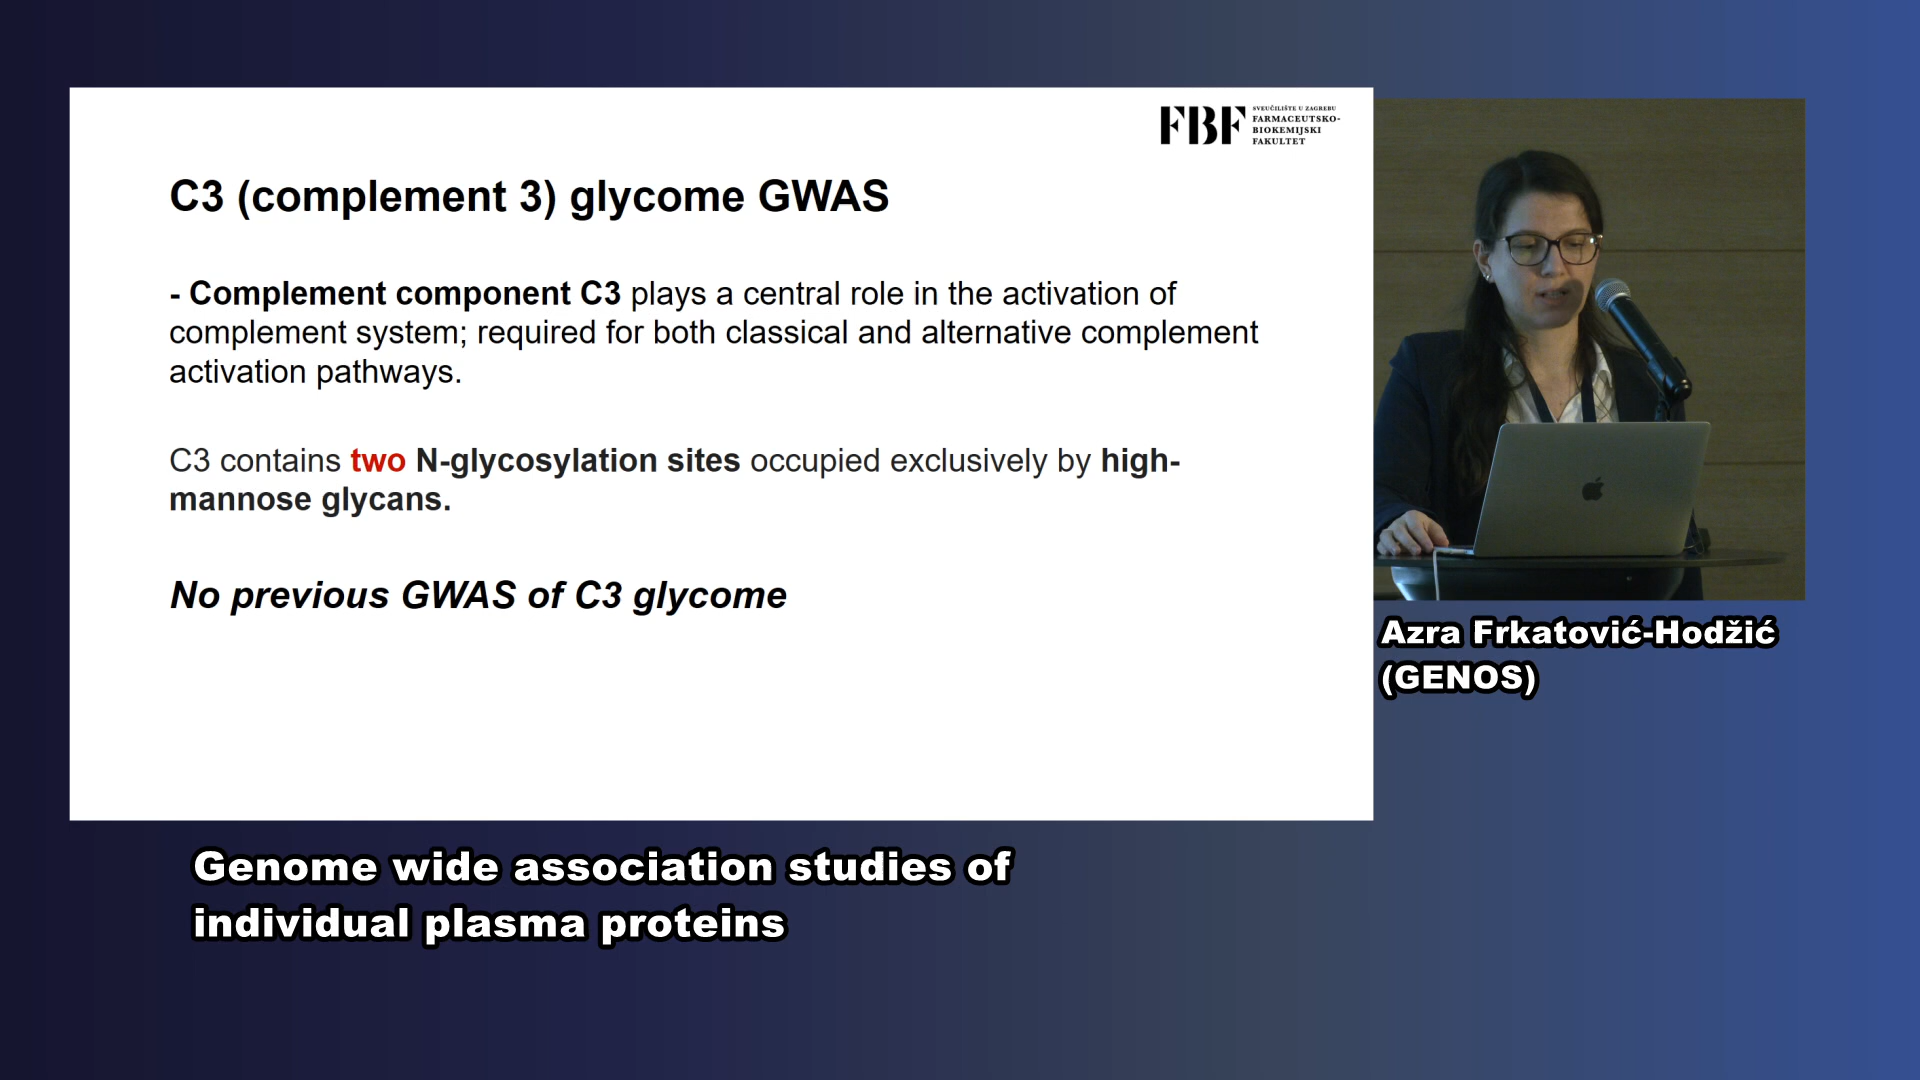 FBF
SVEUČILIŠTE U ZAGREBU
FARMACEUTSKO-
BIOKEMIJSKI
FAKULTET
C3 (complement 3) glycome GWAS
- Complement component C3 plays a central role in the activation of
complement system; required for both classical and alternative complement
activation pathways.
C3 contains two N-glycosylation sites occupied exclusively by high-
mannose glycans.
No previous GWAS of C3 glycome
Azra Frkatović-Hodžić
(GENOS)
Genome wide association studies of
individual plasma proteins